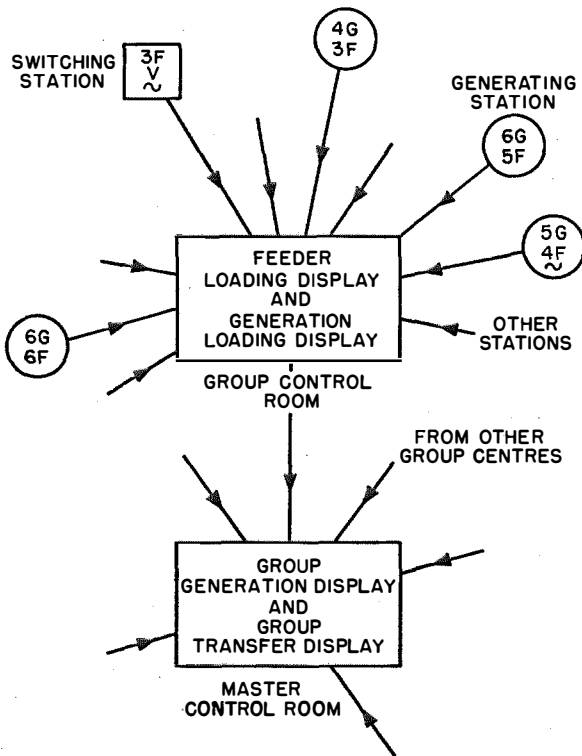 SWITCHING
STATION
3F
V
~
4G
3F
GENERATING
STATION
6G
5F
5G
4F
~
FEEDER
LOADING DISPLAY
AND
GENERATION
LOADING DISPLAY
6G
6F
OTHER
STATIONS
GROUP CONTROL
ROOM
FROM OTHER
GROUP CENTRES
GROUP
GENERATION DISPLAY
AND
GROUP
TRANSFER DISPLAY
MASTER
CONTROL ROOM